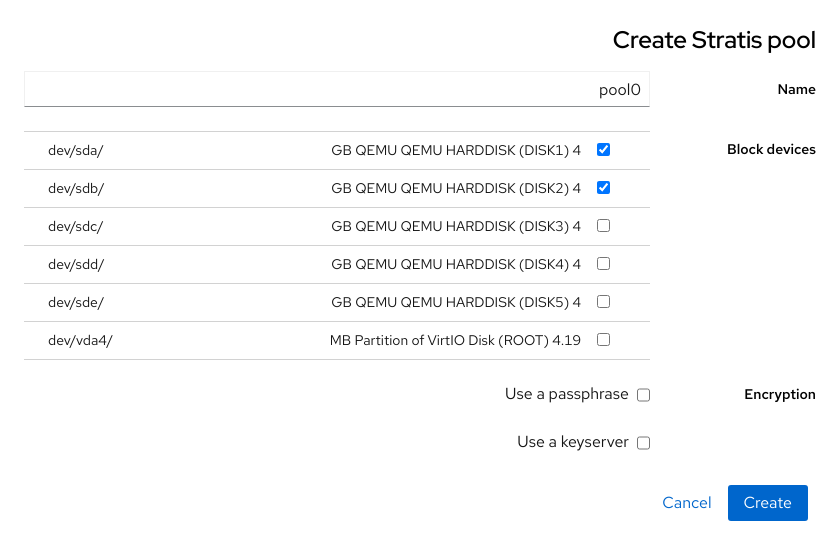 Create Stratis pool
Name
pool0
Block devices
GB QEMU QEMU HARDDISK (DISK1) 4
dev/sda/
GB QEMU QEMU HARDDISK (DISK2) 4
dev/sdb/
GB QEMU QEMU HARDDISK (DISK3) 4
dev/sdc/
GB QEMU QEMU HARDDISK (DISK4) 4
dev/sdd/
GB QEMU QEMU HARDDISK (DISK5) 4
dev/sde/
MB Partition of VirtIO Disk (ROOT) 4.19
dev/vda4/
Encryption
Use a passphrase
Use a keyserver
Create
Cancel